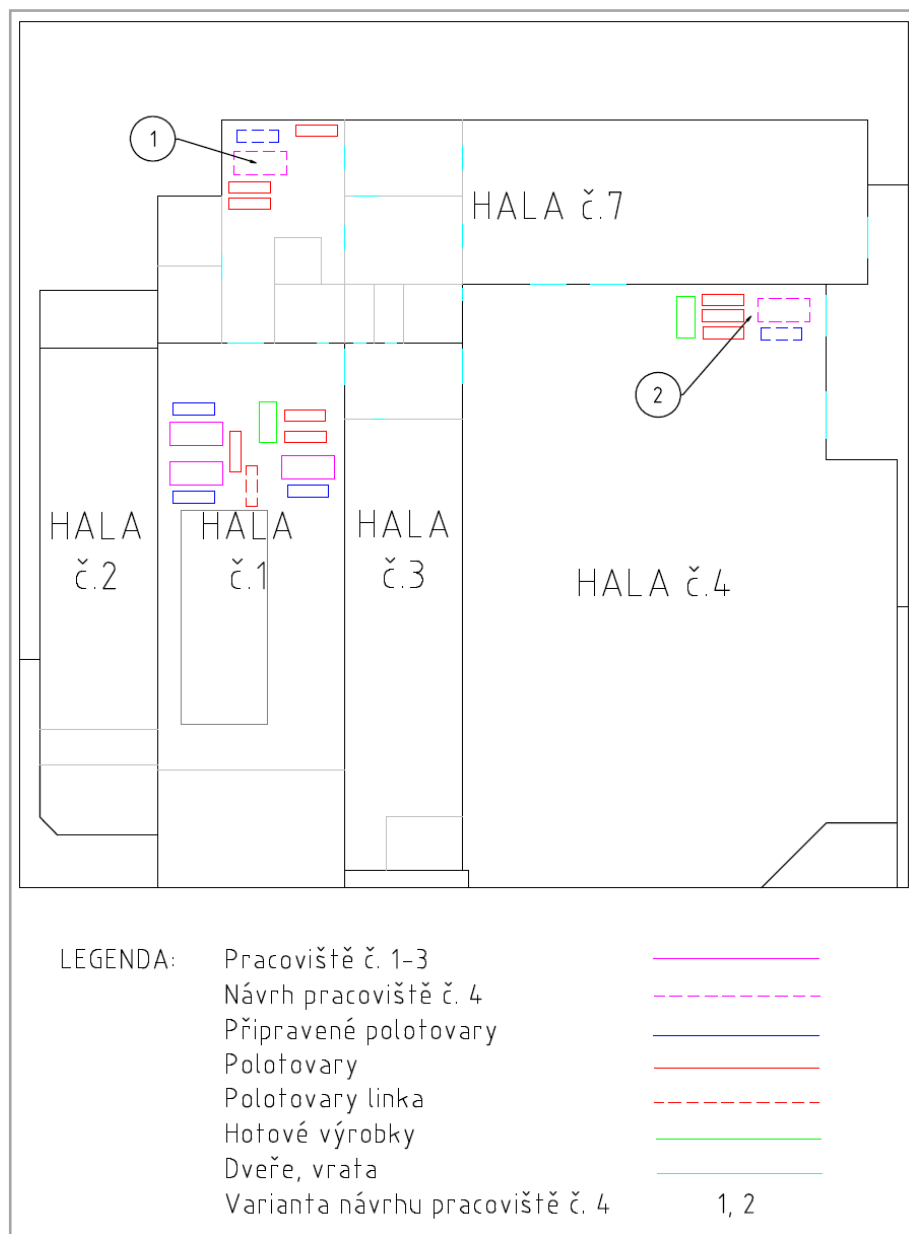 1
HALA č.7
2
HALA
č.2
HALA
č.1
HALA
č.3
HALA č.4
LEGENDA:
Pracoviště č. 1-3
Návrh pracoviště č. 4
Připravené polotovary
Polotovary
Polotovary linka
Hotové výrobky
Dveře, vrata
Varianta návrhu pracoviště č. 4 1, 2